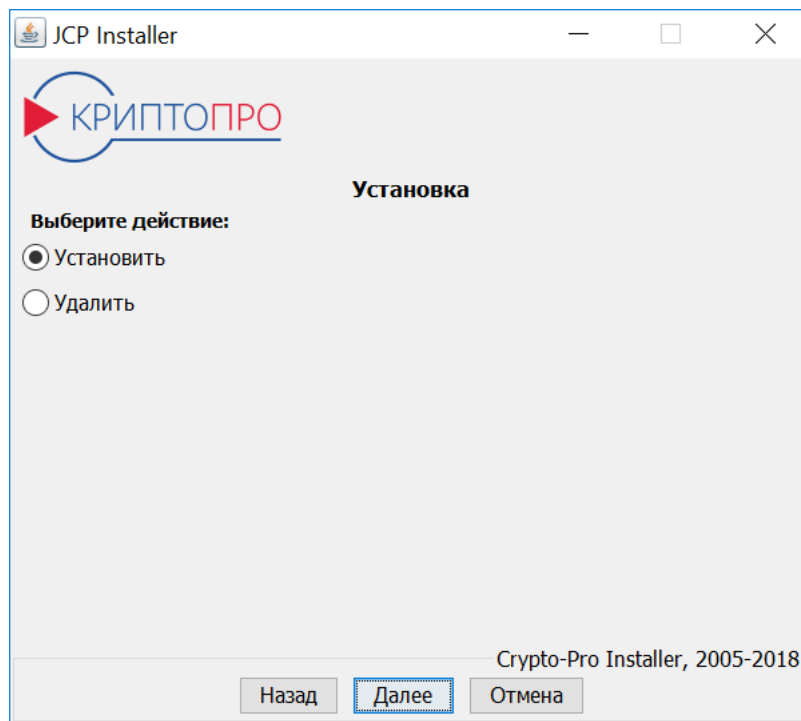 JCP Installer
КРИПТОПРО
Установка
Выберите действие:
Установить
Удалить
Crypto-Pro Installer, 2005-2018
Назад Далее Отмена